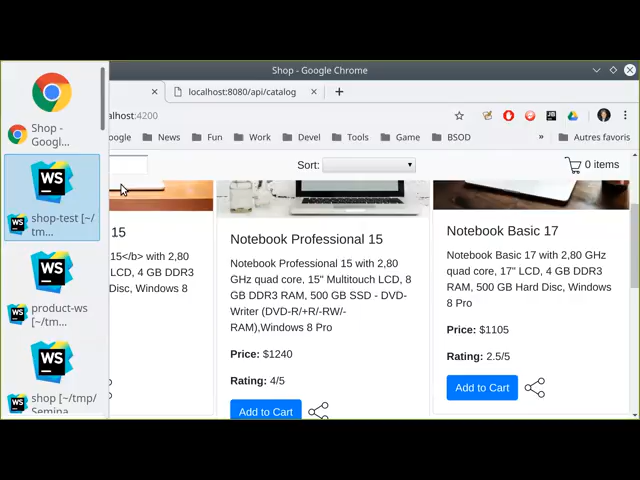 Shop - Google Chrome
localhost:8080/api/catalog
alhost:4200
oogle
News
Fun
Work
Devel
Tools
Game
BSOD
»
Autres favoris
Shop -
Googl...
WS
shop-test [~/
tm...
WS
product-ws
[~/tm...
WS
shop [~/tmp/
Semina
Sort:
0 items
15
15"</b> with 2,80
LCD, 4 GB DDR3
Disc, Windows 8
Notebook Professional 15
Notebook Professional 15 with 2,80
GHz quad core, 15" Multitouch LCD, 8
GB DDR3 RAM, 500 GB SSD - DVD-
Writer (DVD-R/+R/-RW/-
RAM),Windows 8 Pro
Price: $1240
Rating: 4/5
Add to Cart
Notebook Basic 17
Notebook Basic 17 with 2,80 GHz
quad core, 17" LCD, 4 GB DDR3
RAM, 500 GB Hard Disc, Windows
8 Pro
Price: $1105
Rating: 2.5/5
Add to Cart